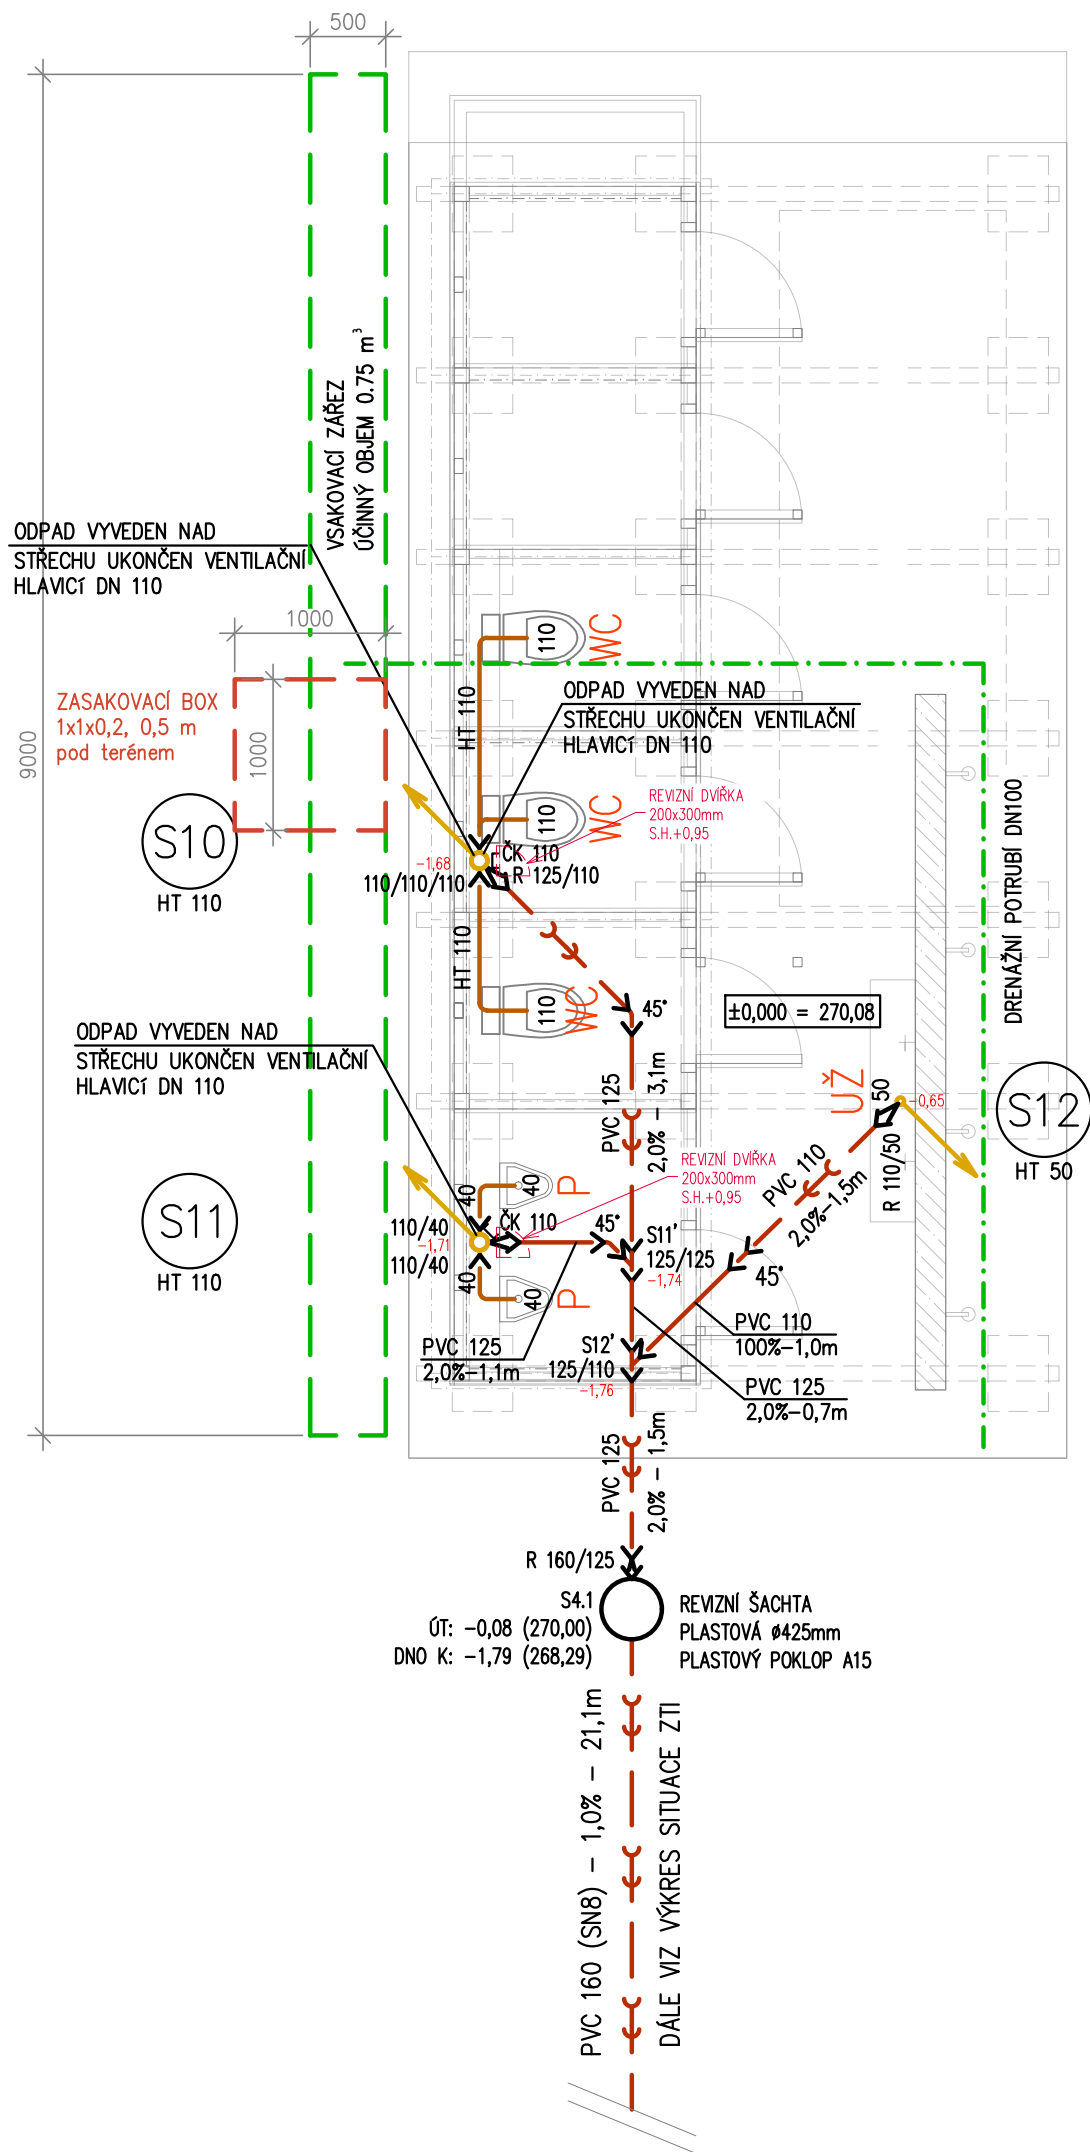 500
VSAKOVACÍ ZÁŘEZ
ÚČINNÝ OBJEM 0.75 m³
ODPAD VYVEDEN NAD
STŘECHU UKONČEN VENTILAČNÍ
HLAVICÍ DN 110
1000
9000
1000
ZASAKOVACÍ BOX
1x1x0,2, 0,5 m
pod terénem
110
WC
HT 110
ODPAD VYVEDEN NAD
STŘECHU UKONČEN VENTILAČNÍ
HLAVICÍ DN 110
110
WC
REVIZNÍ DVÍŘKA
200x300mm
S.H.+0,95
S10
HT 110
-1,68
110/110/110
ČK 110
R 125/110
HT 110
110
WC
45°
±0,000 = 270,08
DRENÁŽNÍ POTRUBÍ DN100
ODPAD VYVEDEN NAD
STŘECHU UKONČEN VENTILAČNÍ
HLAVICÍ DN 110
PVC 125
2,0% - 3,1m
UŽ
50
-0,65
S12
HT 50
R 110/50
PVC 110
2,0%-1,5m
REVIZNÍ DVÍŘKA
200x300mm
S.H.+0,95
S11
HT 110
40
40
P
110/40
-1,71
110/40
ČK 110
45°
S11'
125/125
-1,74
40
40
P
45°
PVC 125
2,0%-1,1m
S12'
125/110
-1,76
PVC 110
100%-1,0m
PVC 125
2,0%-0,7m
PVC 125
2,0% - 1,5m
R 160/125
S4.1
ÚT: -0,08 (270,00)
DNO K: -1,79 (268,29)
REVIZNÍ ŠACHTA
PLASTOVÁ ø425mm
PLASTOVÝ POKLOP A15
PVC 160 (SN8) - 1,0% - 21,1m
DÁLE VIZ VÝKRES SITUACE ZTI